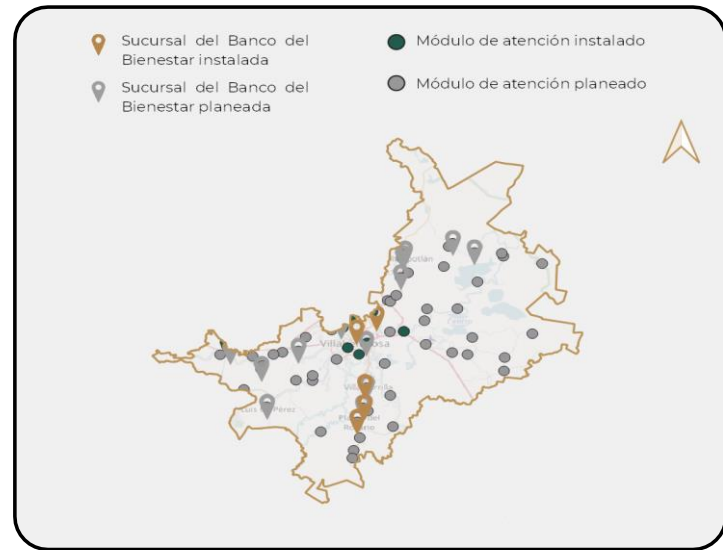 Sucursal del Banco del
Bienestar instalada
Sucursal del Banco del
Bienestar planeada
Módulo de atención instalado
Módulo de atención planeado